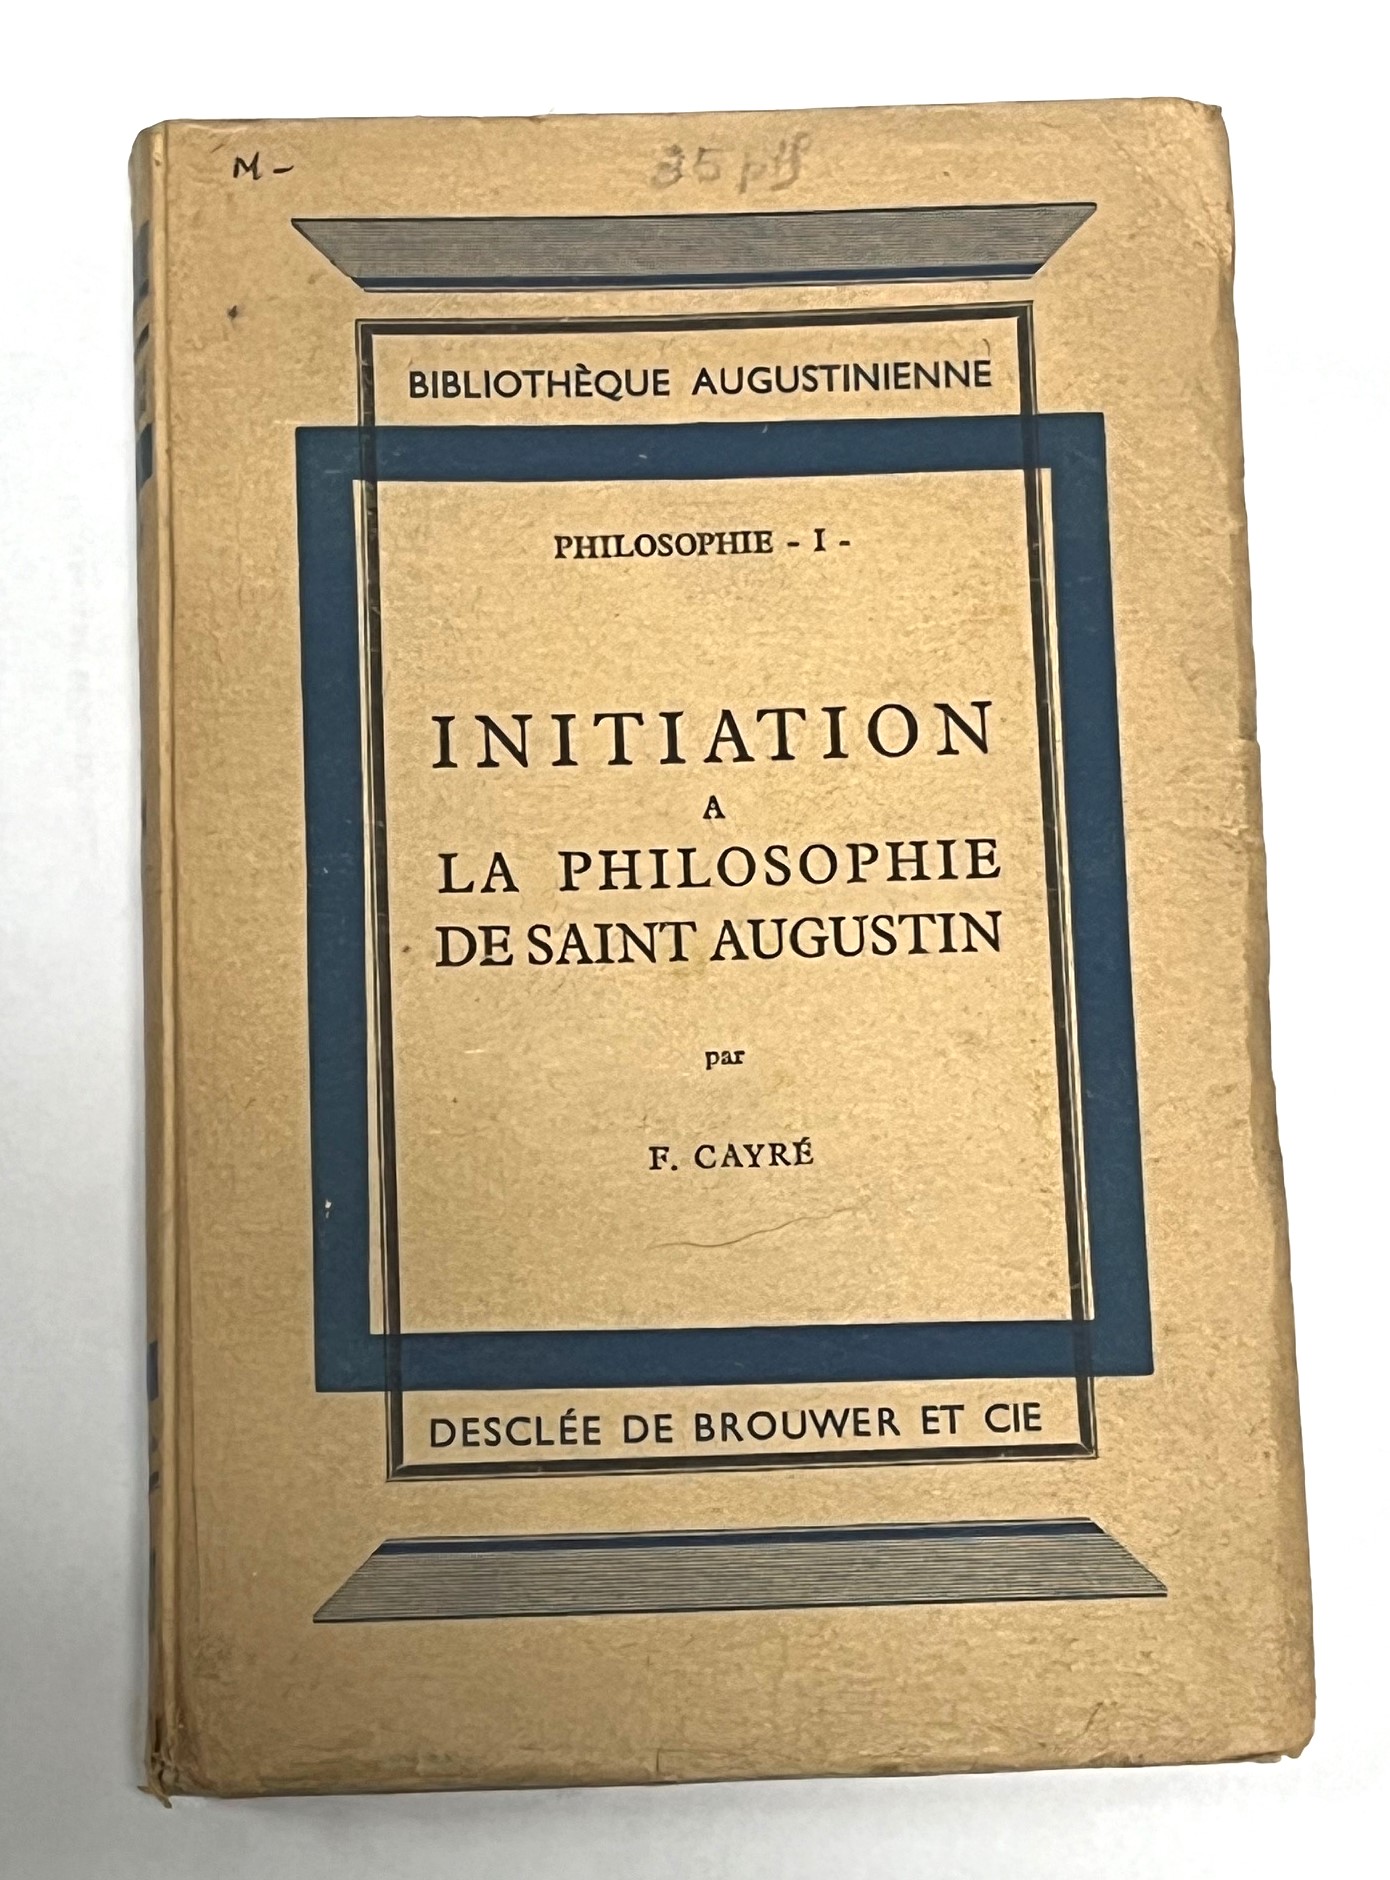 M -
BIBLIOTHÈQUE AUGUSTINIENNE
PHILOSOPHIE - I -
INITIATION
A
LA PHILOSOPHIE
DE SAINT AUGUSTIN
par
F. CAYRÉ
DESCLÉE DE BROUWER ET CIE